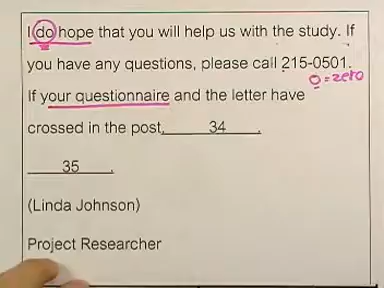 I do hope that you will help us with the study. If
you have any questions, please call 215-0501.
0 = zero
If your questionnaire and the letter have
crossed in the post, 34 .
35 .
(Linda Johnson)
Project Researcher